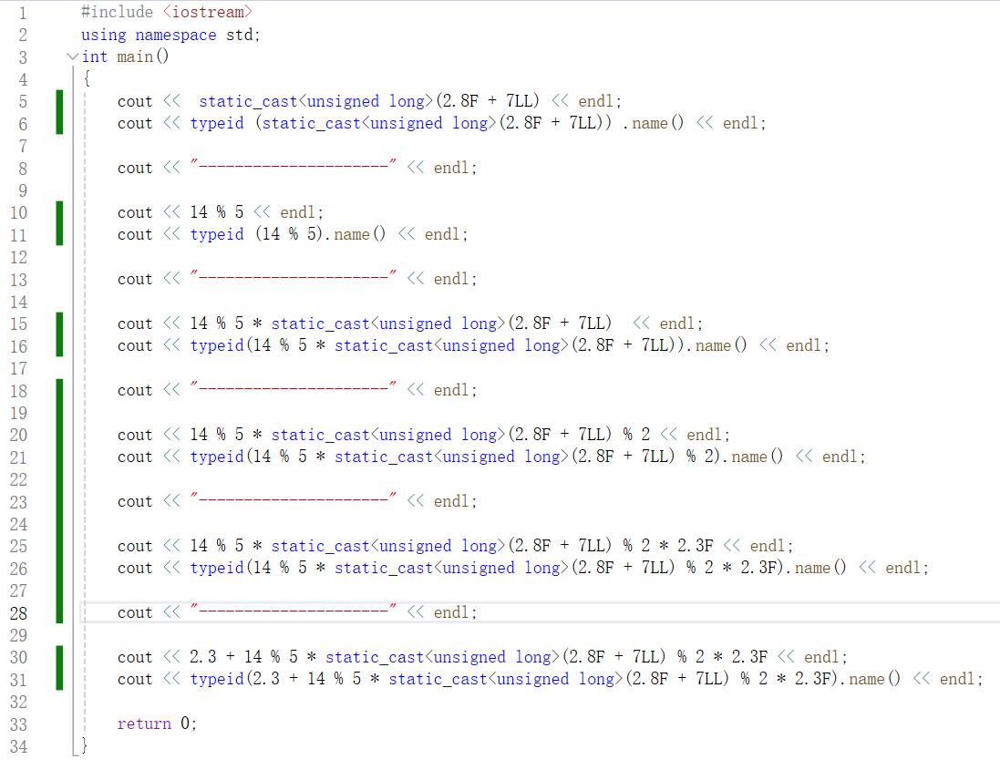 1 #include <iostream>
2 using namespace std;
3 int main()
4 {
5 cout <<  static_cast<unsigned long>(2.8F + 7LL) << endl;
6 cout << typeid (static_cast<unsigned long>(2.8F + 7LL)) .name() << endl;
7
8 cout << "---------------------" << endl;
9
10 cout << 14 % 5 << endl;
11 cout << typeid (14 % 5).name() << endl;
12
13 cout << "---------------------" << endl;
14
15 cout << 14 % 5 * static_cast<unsigned long>(2.8F + 7LL)  << endl;
16 cout << typeid(14 % 5 * static_cast<unsigned long>(2.8F + 7LL)).name() << endl;
17
18 cout << "---------------------" << endl;
19
20 cout << 14 % 5 * static_cast<unsigned long>(2.8F + 7LL) % 2 << endl;
21 cout << typeid(14 % 5 * static_cast<unsigned long>(2.8F + 7LL) % 2).name() << endl;
22
23 cout << "---------------------" << endl;
24
25 cout << 14 % 5 * static_cast<unsigned long>(2.8F + 7LL) % 2 * 2.3F << endl;
26 cout << typeid(14 % 5 * static_cast<unsigned long>(2.8F + 7LL) % 2 * 2.3F).name() << endl;
27
28 cout << "---------------------" << endl;
29
30 cout << 2.3 + 14 % 5 * static_cast<unsigned long>(2.8F + 7LL) % 2 * 2.3F << endl;
31 cout << typeid(2.3 + 14 % 5 * static_cast<unsigned long>(2.8F + 7LL) % 2 * 2.3F).name() << endl;
32
33 return 0;
34 }